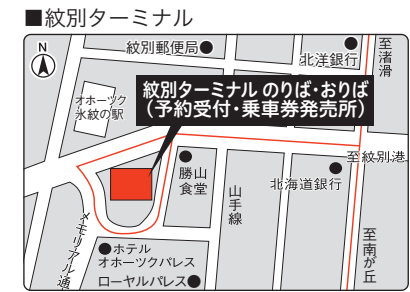 ■紋別ターミナル
N
紋別郵便局●
北洋銀行
至渚滑
オホーツク
氷紋の駅
紋別ターミナル のりば・おりば
(予約受付・乗車券発売所)
至紋別港
勝山
食堂
山手線
北海道銀行
至南が丘
メモリアル通
●ホテル
オホーツクパレス
ローヤルパレス●